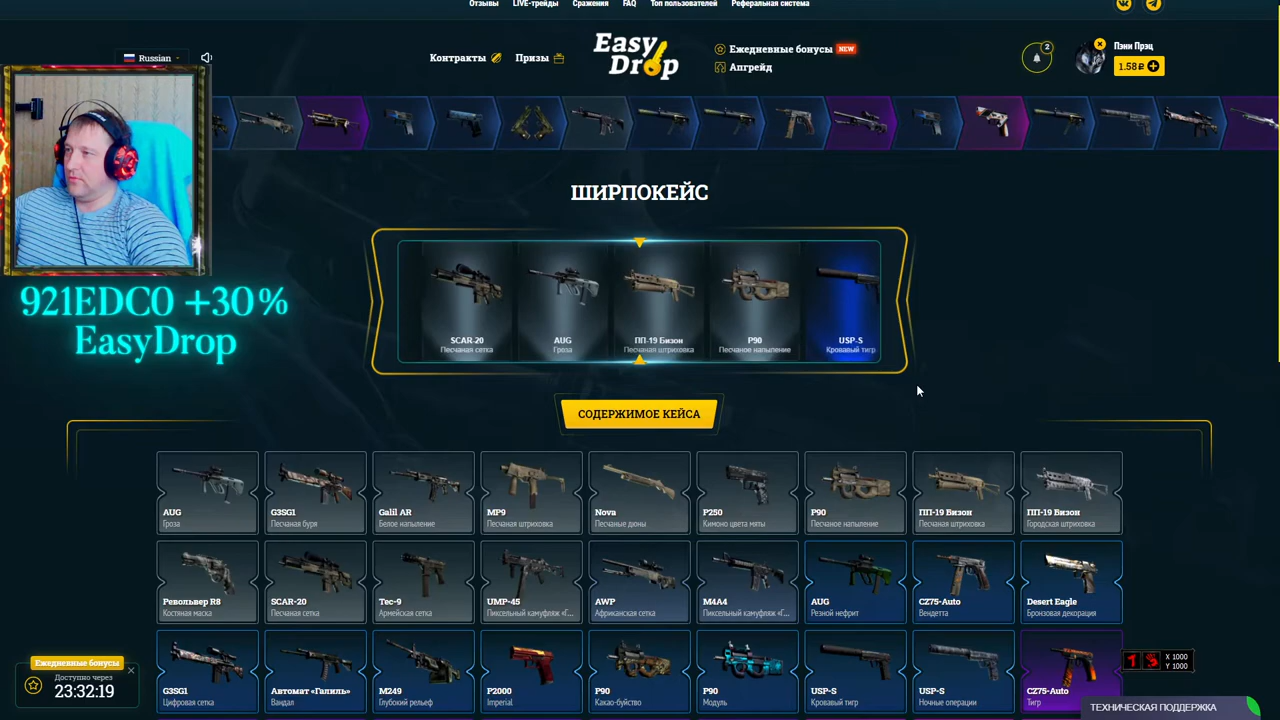 Отзывы LIVE-трейды Сражения FAQ Топ пользователей Реферальная система
Russian
Контракты Призы
Easy Drop
Ежедневные бонусы NEW
Апгрейд
2
Пэни Прэц
1.58
ШИРПОКЕЙС
921EDC0 +30%
EasyDrop
SCAR-20 AUG ПП-19 Бизон P90 USP-S
Песчаная сетка Гроза Песчаная штриховка Песчаное напыление Кровавый тигр
СОДЕРЖИМОЕ КЕЙСА
AUG G3SG1 Galil AR MP9 Nova P250 P90 ПП-19 Бизон ПП-19 Бизон
Гроза Песчаная буря Белое напыление Песчаная штриховка Песчаные дюны Кимоно цвета мяты Песчаное напыление Песчаная штриховка Городская штриховка
Револьвер R8 SCAR-20 Tec-9 UMP-45 AWP M4A4 AUG CZ75-Auto Desert Eagle
Костяная маска Песчаная сетка Армейская сетка Пиксельный камуфляж «Г... Африканская сетка Пиксельный камуфляж «Г... Резной нефрит Вендетта Бронзовая декорация
G3SG1 Автомат «Галиль» M249 P2000 P90 P90 USP-S USP-S CZ75-Auto
Цифровая сетка Вандал Глубокий рельеф Imperial Какао-буйство Модуль Кровавый тигр Ночные операции Тигр
Ежедневные бонусы
Доступно через
23:32:19
X 1000
Y 1000
ТЕХНИЧЕСКАЯ ПОДДЕРЖКА